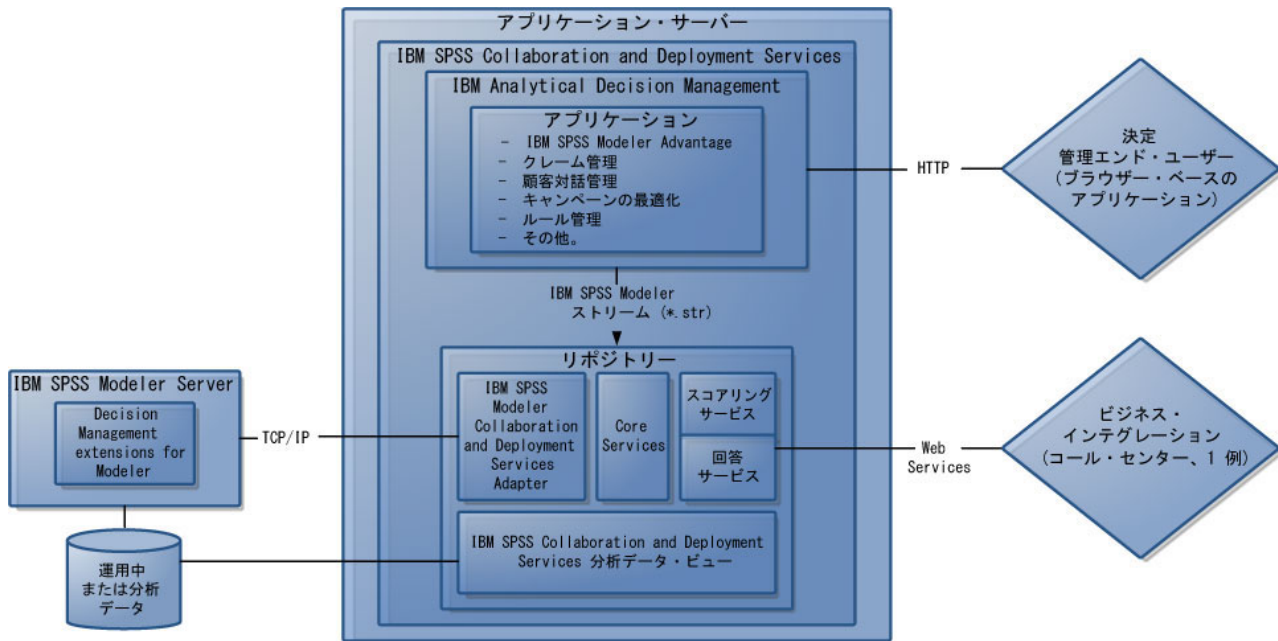 アプリケーション・サーバー
IBM SPSS Collaboration and Deployment Services
IBM Analytical Decision Management
アプリケーション
- IBM SPSS Modeler Advantage
- クレーム管理
- 顧客対話管理
- キャンペーンの最適化
- ルール管理
- その他。
HTTP
決定
管理エンド・ユーザー
(ブラウザー・ベースの
アプリケーション)
IBM SPSS Modeler
ストリーム (*.str)
リポジトリー
IBM SPSS Modeler Server
Decision
Management
extensions for
Modeler
TCP/IP
IBM SPSS
Modeler
Collaboration
and Deployment
Services
Adapter
Core
Services
スコアリング
サービス
回答
サービス
Web
Services
ビジネス・
インテグレーション
(コール・センター、1 例)
IBM SPSS Collaboration and Deployment
Services 分析データ・ビュー
運用中
または分析
データ